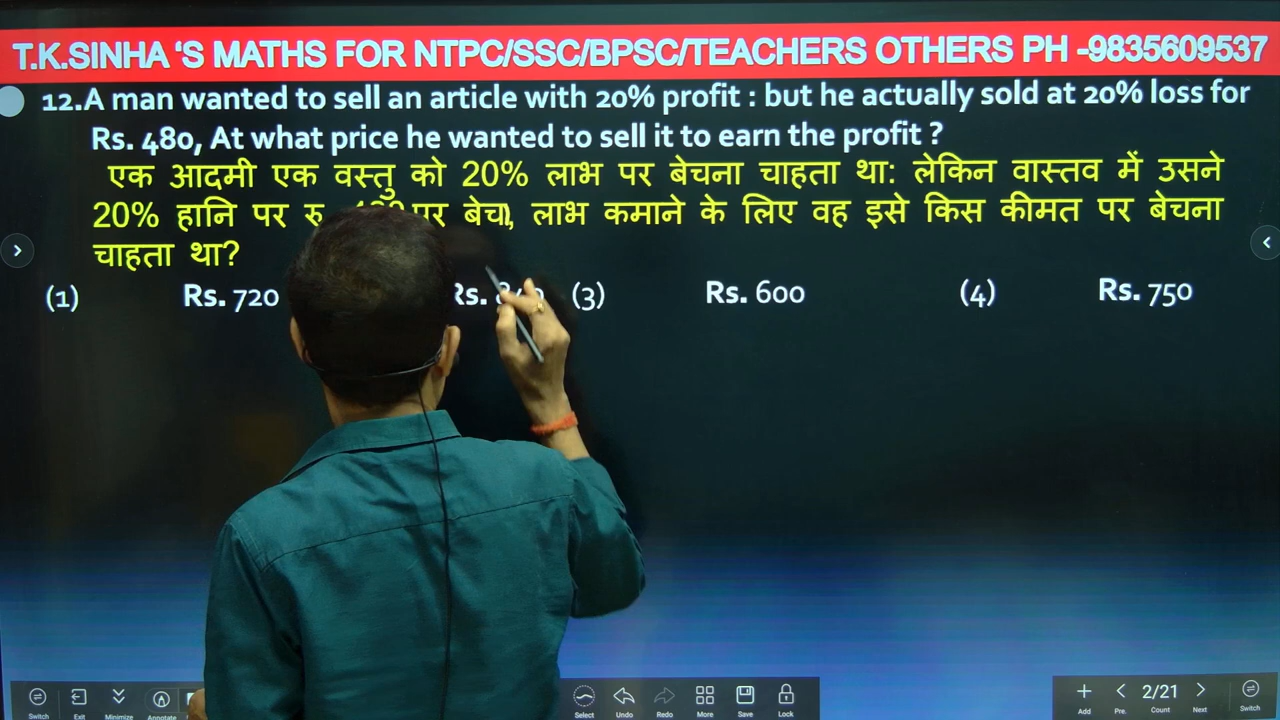 T.K.SINHA ‘S MATHS FOR NTPC/SSC/BPSC/TEACHERS OTHERS PH -9835609537
12.A man wanted to sell an article with 20% profit : but he actually sold at 20% loss for
Rs. 480, At what price he wanted to sell it to earn the profit ?
एक आदमी एक वस्तु को 20% लाभ पर बेचना चाहता था: लेकिन वास्तव में उसने
20% हानि पर रु पर बेचा, लाभ कमाने के लिए वह इसे किस कीमत पर बेचना
चाहता था?
(1) Rs. 720 Rs. (3) Rs. 600 (4) Rs. 750
Switch Exit Minimize Annotate Select Undo Redo More Save Lock Add Pre. 2/21 Count Next Switch